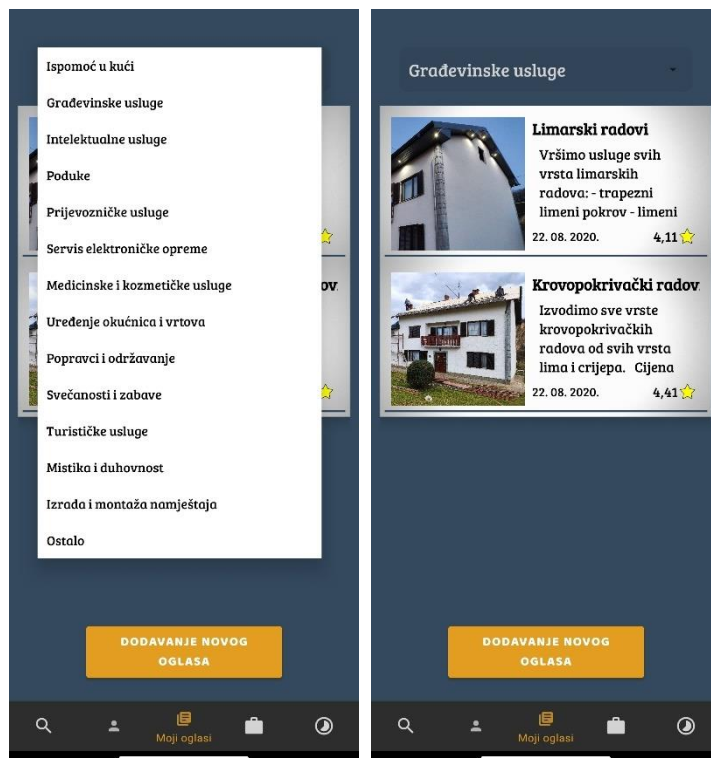 Ispomoć u kući
Građevinske usluge
Intelektualne usluge
Poduke
Prijevozničke usluge
Servis elektroničke opreme
Medicinske i kozmetičke usluge
Uređenje okućnica i vrtova
Popravci i održavanje
Svečanosti i zabave
Turističke usluge
Mistika i duhovnost
Izrada i montaža namještaja
Ostalo
ov
DODAVANJE NOVOG
OGLASA
Moji oglasi
Građevinske usluge
Limarski radovi
Vršimo usluge svih
vrsta limarskih
radova: - trapezni
limeni pokrov - limeni
22. 08. 2020. 4,11
Krovopokrivački radov
Izvodimo sve vrste
krovopokrivačkih
radova od svih vrsta
lima i crijepa. Cijena
22. 08. 2020. 4,41
DODAVANJE NOVOG
OGLASA
Moji oglasi